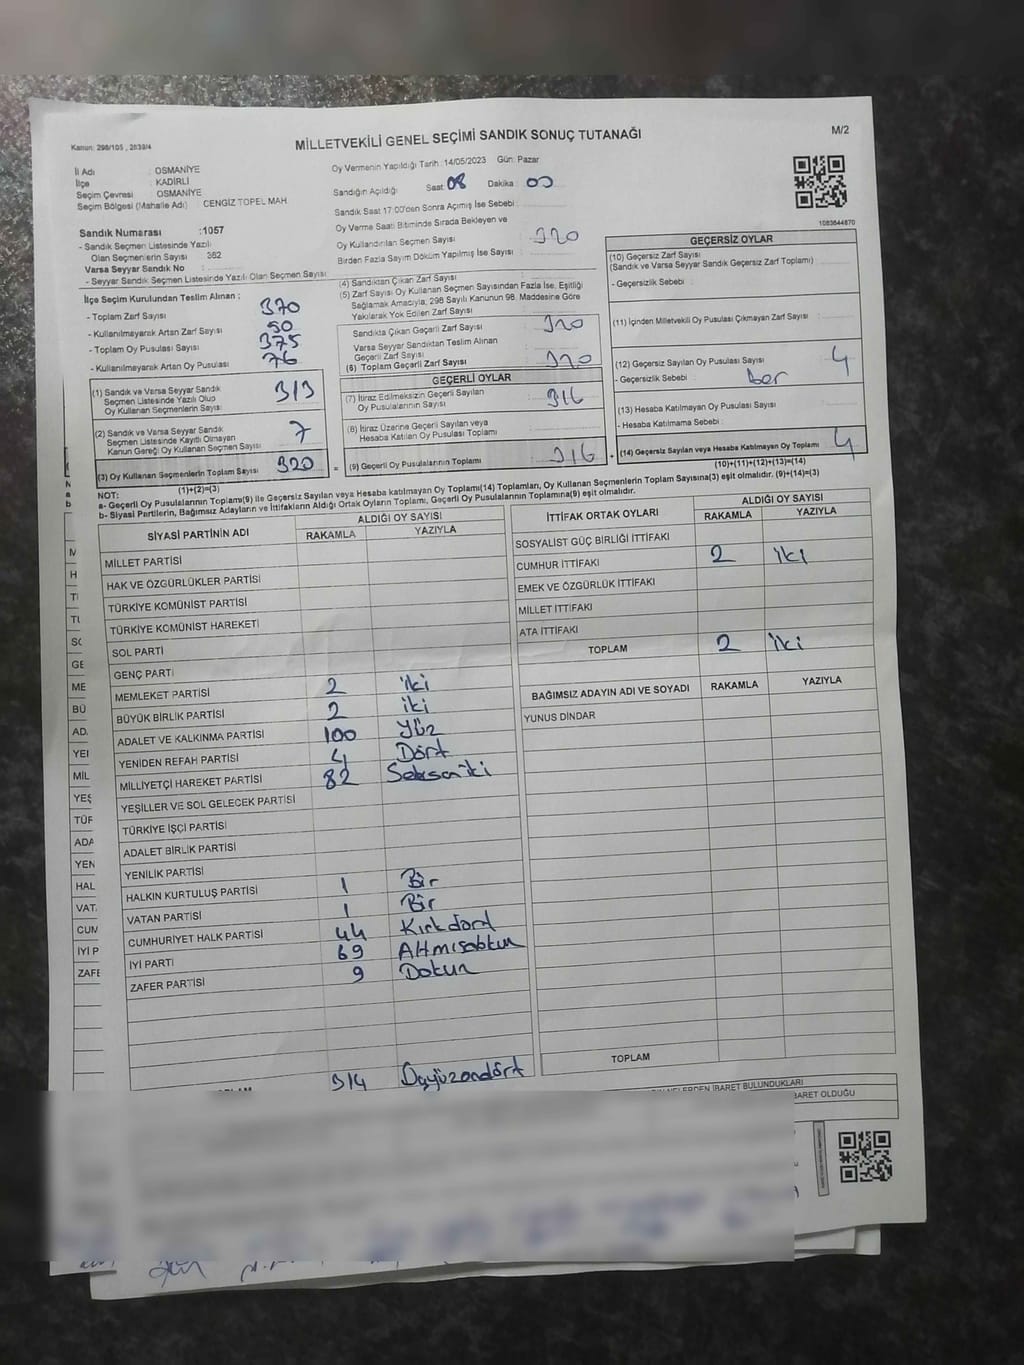 Kanun: 298/105 , 2839/4
MİLLETVEKİLİ GENEL SEÇİMİ SANDIK SONUÇ TUTANAĞI
M/2
İl Adı : OSMANİYE
İlçe : KADİRLİ
Seçim Çevresi : OSMANİYE
Seçim Bölgesi (Mahalle Adı) : CENGİZ TOPEL MAH.
Sandık Numarası :1057
- Sandık Seçmen Listesinde Yazılı
Olan Seçmenlerin Sayısı : 382
Varsa Seyyar Sandık No :
- Seyyar Sandık Seçmen Listesinde Yazılı Olan Seçmen Sayısı :
Oy Vermenin Yapıldığı Tarih :14/05/2023 Gün: Pazar
Sandığın Açıldığı Saat: 08 Dakika : 00
Sandık Saat 17:00'den Sonra Açılmış İse Sebebi :
Oy Verme Saati Bitiminde Sırada Bekleyen ve
Oy Kullandırılan Seçmen Sayısı : 320
Birden Fazla Sayım Döküm Yapılmış İse Sayısı :
1083644870
İlçe Seçim Kurulundan Teslim Alınan ;
- Toplam Zarf Sayısı : 370
- Kullanılmayarak Artan Zarf Sayısı : 50
- Toplam Oy Pusulası Sayısı : 375
- Kullanılmayarak Artan Oy Pusulası : 76
(1) Sandık ve Varsa Seyyar Sandık
Seçmen Listesinde Yazılı Olup
Oy Kullanan Seçmenlerin Sayısı : 313
(2) Sandık ve Varsa Seyyar Sandık
Seçmen Listesinde Kayıtlı Olmayan
Kanun Gereği Oy Kullanan Seçmen Sayısı : 7
(3) Oy Kullanan Seçmenlerin Toplam Sayısı : 320
(1)+(2)=(3)
(4) Sandıktan Çıkan Zarf Sayısı :
(5) Zarf Sayısı Oy Kullanan Seçmen Sayısından Fazla İse, Eşitliği
Sağlamak Amacıyla, 298 Sayılı Kanunun 98. Maddesine Göre
Yakılarak Yok Edilen Zarf Sayısı :
Sandıkta Çıkan Geçerli Zarf Sayısı : 320
Varsa Seyyar Sandıktan Teslim Alınan
Geçerli Zarf Sayısı :
(6) Toplam Geçerli Zarf Sayısı : 320
GEÇERLİ OYLAR
(7) İtiraz Edilmeksizin Geçerli Sayılan
Oy Pusulalarının Sayısı : 316
(8) İtiraz Üzerine Geçerli Sayılan veya
Hesaba Katılan Oy Pusulası Toplamı :
= (9) Geçerli Oy Pusulalarının Toplamı : 316
GEÇERSİZ OYLAR
(10) Geçersiz Zarf Sayısı
(Sandık ve Varsa Seyyar Sandık Geçersiz Zarf Toplamı) :
- Geçersizlik Sebebi :
(11) İçinden Milletvekili Oy Pusulası Çıkmayan Zarf Sayısı :
(12) Geçersiz Sayılan Oy Pusulası Sayısı : 4
- Geçersizlik Sebebi :
(13) Hesaba Katılmayan Oy Pusulası Sayısı :
- Hesaba Katılmama Sebebi :
+ (14) Geçersiz Sayılan veya Hesaba Katılmayan Oy Toplamı : 4
(10)+(11)+(12)+(13)=(14)
NOT:
a- Geçerli Oy Pusulalarının Toplamı(9) ile Geçersiz Sayılan veya Hesaba katılmayan Oy Toplamı(14) Toplamları, Oy Kullanan Seçmenlerin Toplam Sayısına(3) eşit olmalıdır. (9)+(14)=(3)
b- Siyasi Partilerin, Bağımsız Adayların ve İttifakların Aldığı Ortak Oyların Toplamı, Geçerli Oy Pusulalarının Toplamına(9) eşit olmalıdır.
SİYASİ PARTİNİN ADI ALDIĞI OY SAYISI
RAKAMLA YAZIYLA
MİLLET PARTİSİ
HAK VE ÖZGÜRLÜKLER PARTİSİ
TÜRKİYE KOMÜNİST PARTİSİ
TÜRKİYE KOMÜNİST HAREKETİ
SOL PARTİ
GENÇ PARTİ
MEMLEKET PARTİSİ 2 iki
BÜYÜK BİRLİK PARTİSİ 2 iki
ADALET VE KALKINMA PARTİSİ 100 Yüz
YENİDEN REFAH PARTİSİ 4 Dört
MİLLİYETÇİ HAREKET PARTİSİ 82 Seksen iki
YEŞİLLER VE SOL GELECEK PARTİSİ
TÜRKİYE İŞÇİ PARTİSİ
ADALET BİRLİK PARTİSİ
YENİLİK PARTİSİ
HALKIN KURTULUŞ PARTİSİ 1 Bir
VATAN PARTİSİ 1 Bir
CUMHURİYET HALK PARTİSİ 44 Kırkdört
İYİ PARTİ 69 Altmışdokuz
ZAFER PARTİSİ 9 Dokuz
314 Üçyüzondört
İTTİFAK ORTAK OYLARI ALDIĞI OY SAYISI
RAKAMLA YAZIYLA
SOSYALİST GÜÇ BİRLİĞİ İTTİFAKI
CUMHUR İTTİFAKI 2 iki
EMEK VE ÖZGÜRLÜK İTTİFAKI
MİLLET İTTİFAKI
ATA İTTİFAKI
TOPLAM 2 iki
BAĞIMSIZ ADAYIN ADI VE SOYADI RAKAMLA YAZIYLA
YUNUS DİNDAR
TOPLAM
NELERDEN İBARET BULUNDUKLARI
İBARET OLDUĞU